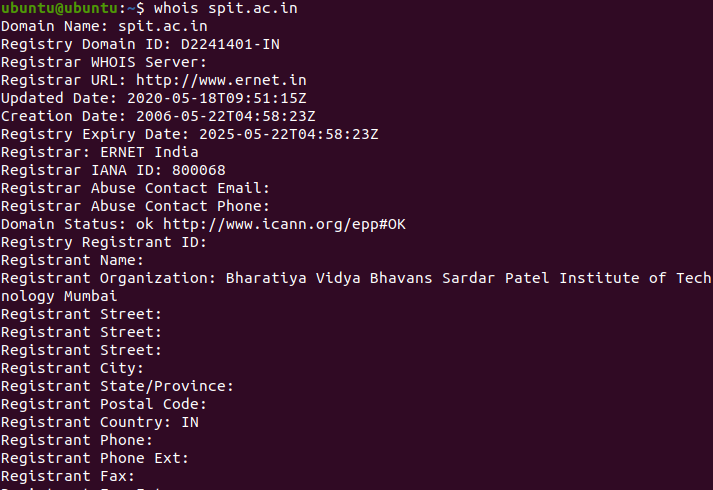 ubuntu@ubuntu:~$ whois spit.ac.in
Domain Name: spit.ac.in
Registry Domain ID: D2241401-IN
Registrar WHOIS Server:
Registrar URL: http://www.ernet.in
Updated Date: 2020-05-18T09:51:15Z
Creation Date: 2006-05-22T04:58:23Z
Registry Expiry Date: 2025-05-22T04:58:23Z
Registrar: ERNET India
Registrar IANA ID: 800068
Registrar Abuse Contact Email:
Registrar Abuse Contact Phone:
Domain Status: ok http://www.icann.org/epp#OK
Registry Registrant ID:
Registrant Name:
Registrant Organization: Bharatiya Vidya Bhavans Sardar Patel Institute of Tech
nology Mumbai
Registrant Street:
Registrant Street:
Registrant Street:
Registrant City:
Registrant State/Province:
Registrant Postal Code:
Registrant Country: IN
Registrant Phone:
Registrant Phone Ext:
Registrant Fax: